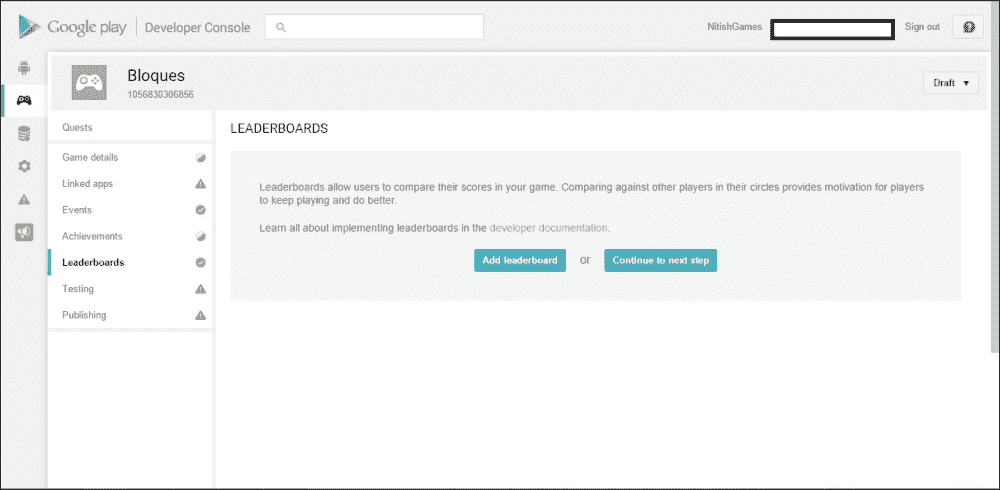 Google play Developer Console
NitishGames
Sign out
Bloques
1056830306856
Draft
Quests
Game details
Linked apps
Events
Achievements
Leaderboards
Testing
Publishing
LEADERBOARDS
Leaderboards allow users to compare their scores in your game. Comparing against other players in their circles provides motivation for players
to keep playing and do better.
Learn all about implementing leaderboards in the developer documentation.
Add leaderboard or Continue to next step